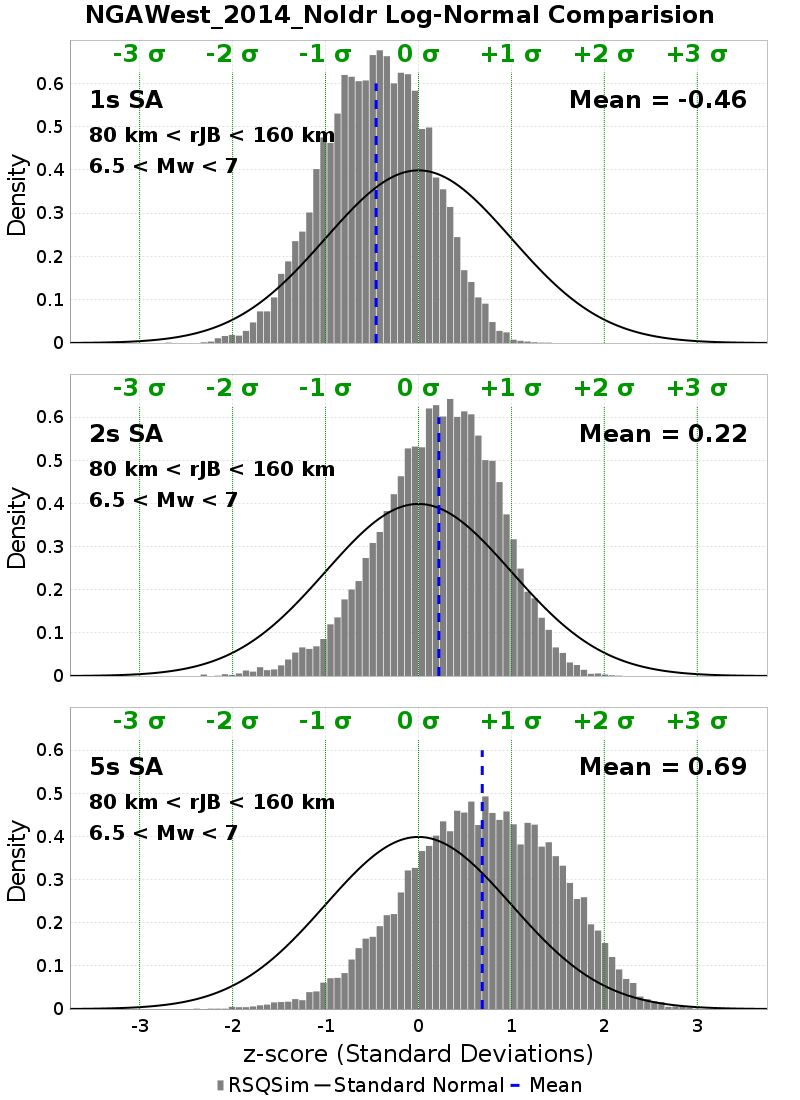 NGAWest_2014_NoIdr Log-Normal Comparision
-3 σ -2 σ -1 σ 0 σ +1 σ +2 σ +3 σ
1s SA
Mean = -0.46
80 km < rJB < 160 km
6.5 < Mw < 7
0.6
0.5
0.4
0.3
0.2
0.1
0
Density
-3 σ -2 σ -1 σ 0 σ +1 σ +2 σ +3 σ
2s SA
Mean = 0.22
80 km < rJB < 160 km
6.5 < Mw < 7
0.6
0.5
0.4
0.3
0.2
0.1
0
Density
-3 σ -2 σ -1 σ 0 σ +1 σ +2 σ +3 σ
5s SA
Mean = 0.69
80 km < rJB < 160 km
6.5 < Mw < 7
0.6
0.5
0.4
0.3
0.2
0.1
0
Density
-3 -2 -1 0 1 2 3
z-score (Standard Deviations)
RSQSim Standard Normal Mean